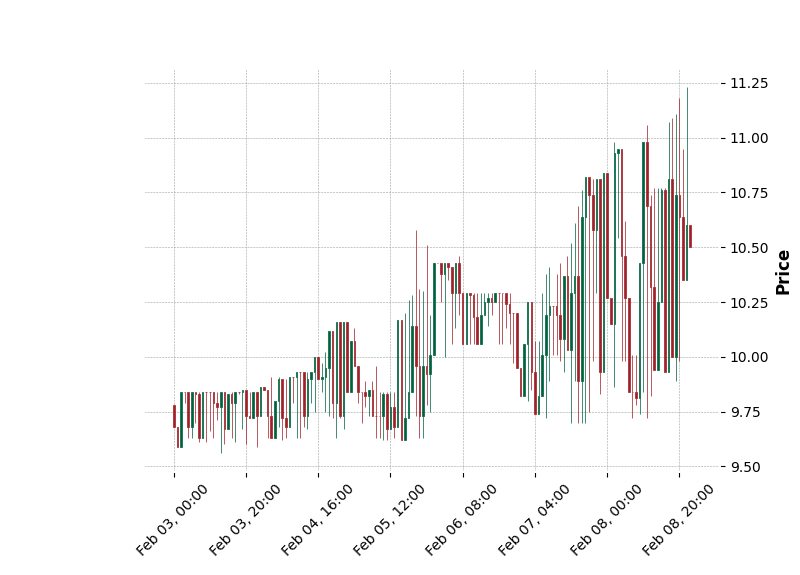 11.25
11.00
10.75
10.50
10.25
10.00
9.75
9.50
Price
Feb 03, 00:00
Feb 03, 20:00
Feb 04, 16:00
Feb 05, 12:00
Feb 06, 08:00
Feb 07, 04:00
Feb 08, 00:00
Feb 08, 20:00